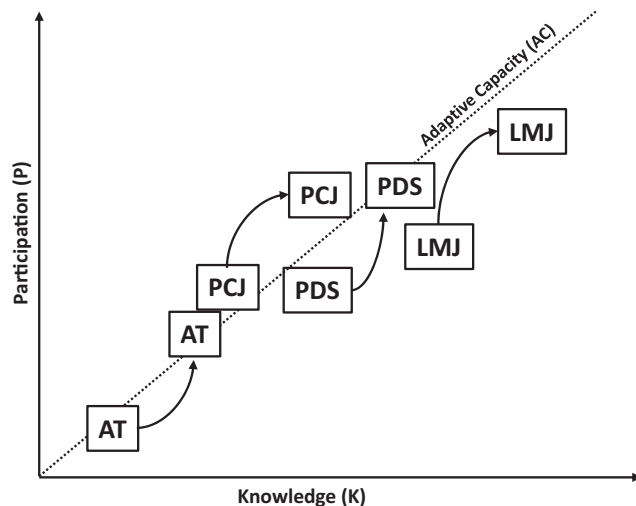 Participation (P)
Adaptive Capacity (AC)
LMJ
PCJ
PDS
LMJ
PCJ
PDS
AT
AT
Knowledge (K)